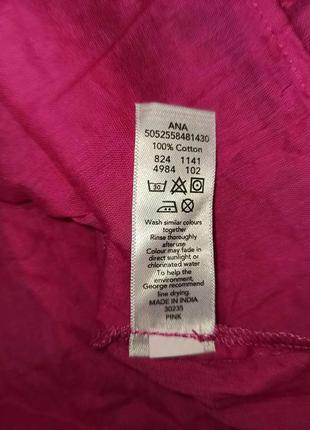 ANA
5052558481430
100% Cotton
824 1141
4984 102
30
Wash similar colours
together
Rinse thoroughly
after use
Colour may fade in
direct sunlight or
chlorinated water
To help the
environment,
George recommend
line drying.
MADE IN INDIA
30235
PINK